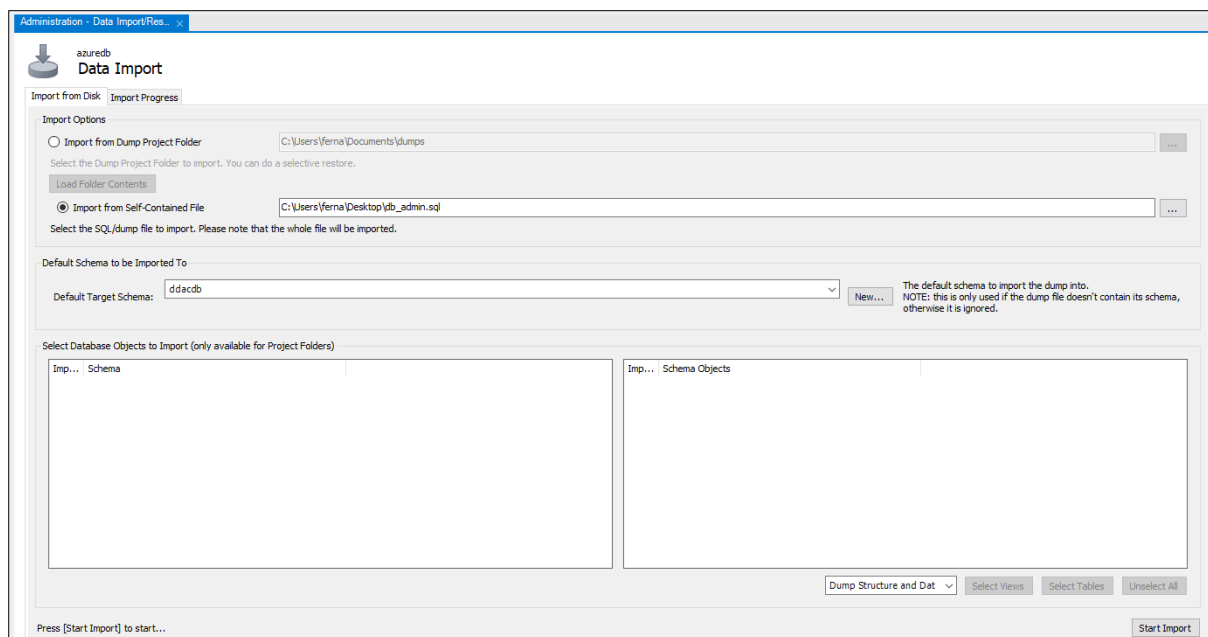 Administration - Data Import/Res... ×
azuredb
Data Import
Import from Disk Import Progress
Import Options
Import from Dump Project Folder C:\Users\ferna\Documents\dumps ...
Select the Dump Project Folder to import. You can do a selective restore.
Load Folder Contents
Import from Self-Contained File C:\Users\ferna\Desktop\db_admin.sql ...
Select the SQL/dump file to import. Please note that the whole file will be imported.
Default Schema to be Imported To
Default Target Schema: ddacdb New...
The default schema to import the dump into.
NOTE: this is only used if the dump file doesn't contain its schema,
otherwise it is ignored.
Select Database Objects to Import (only available for Project Folders)
Imp... Schema Imp... Schema Objects
Dump Structure and Dat Select Views Select Tables Unselect All
Press [Start Import] to start... Start Import